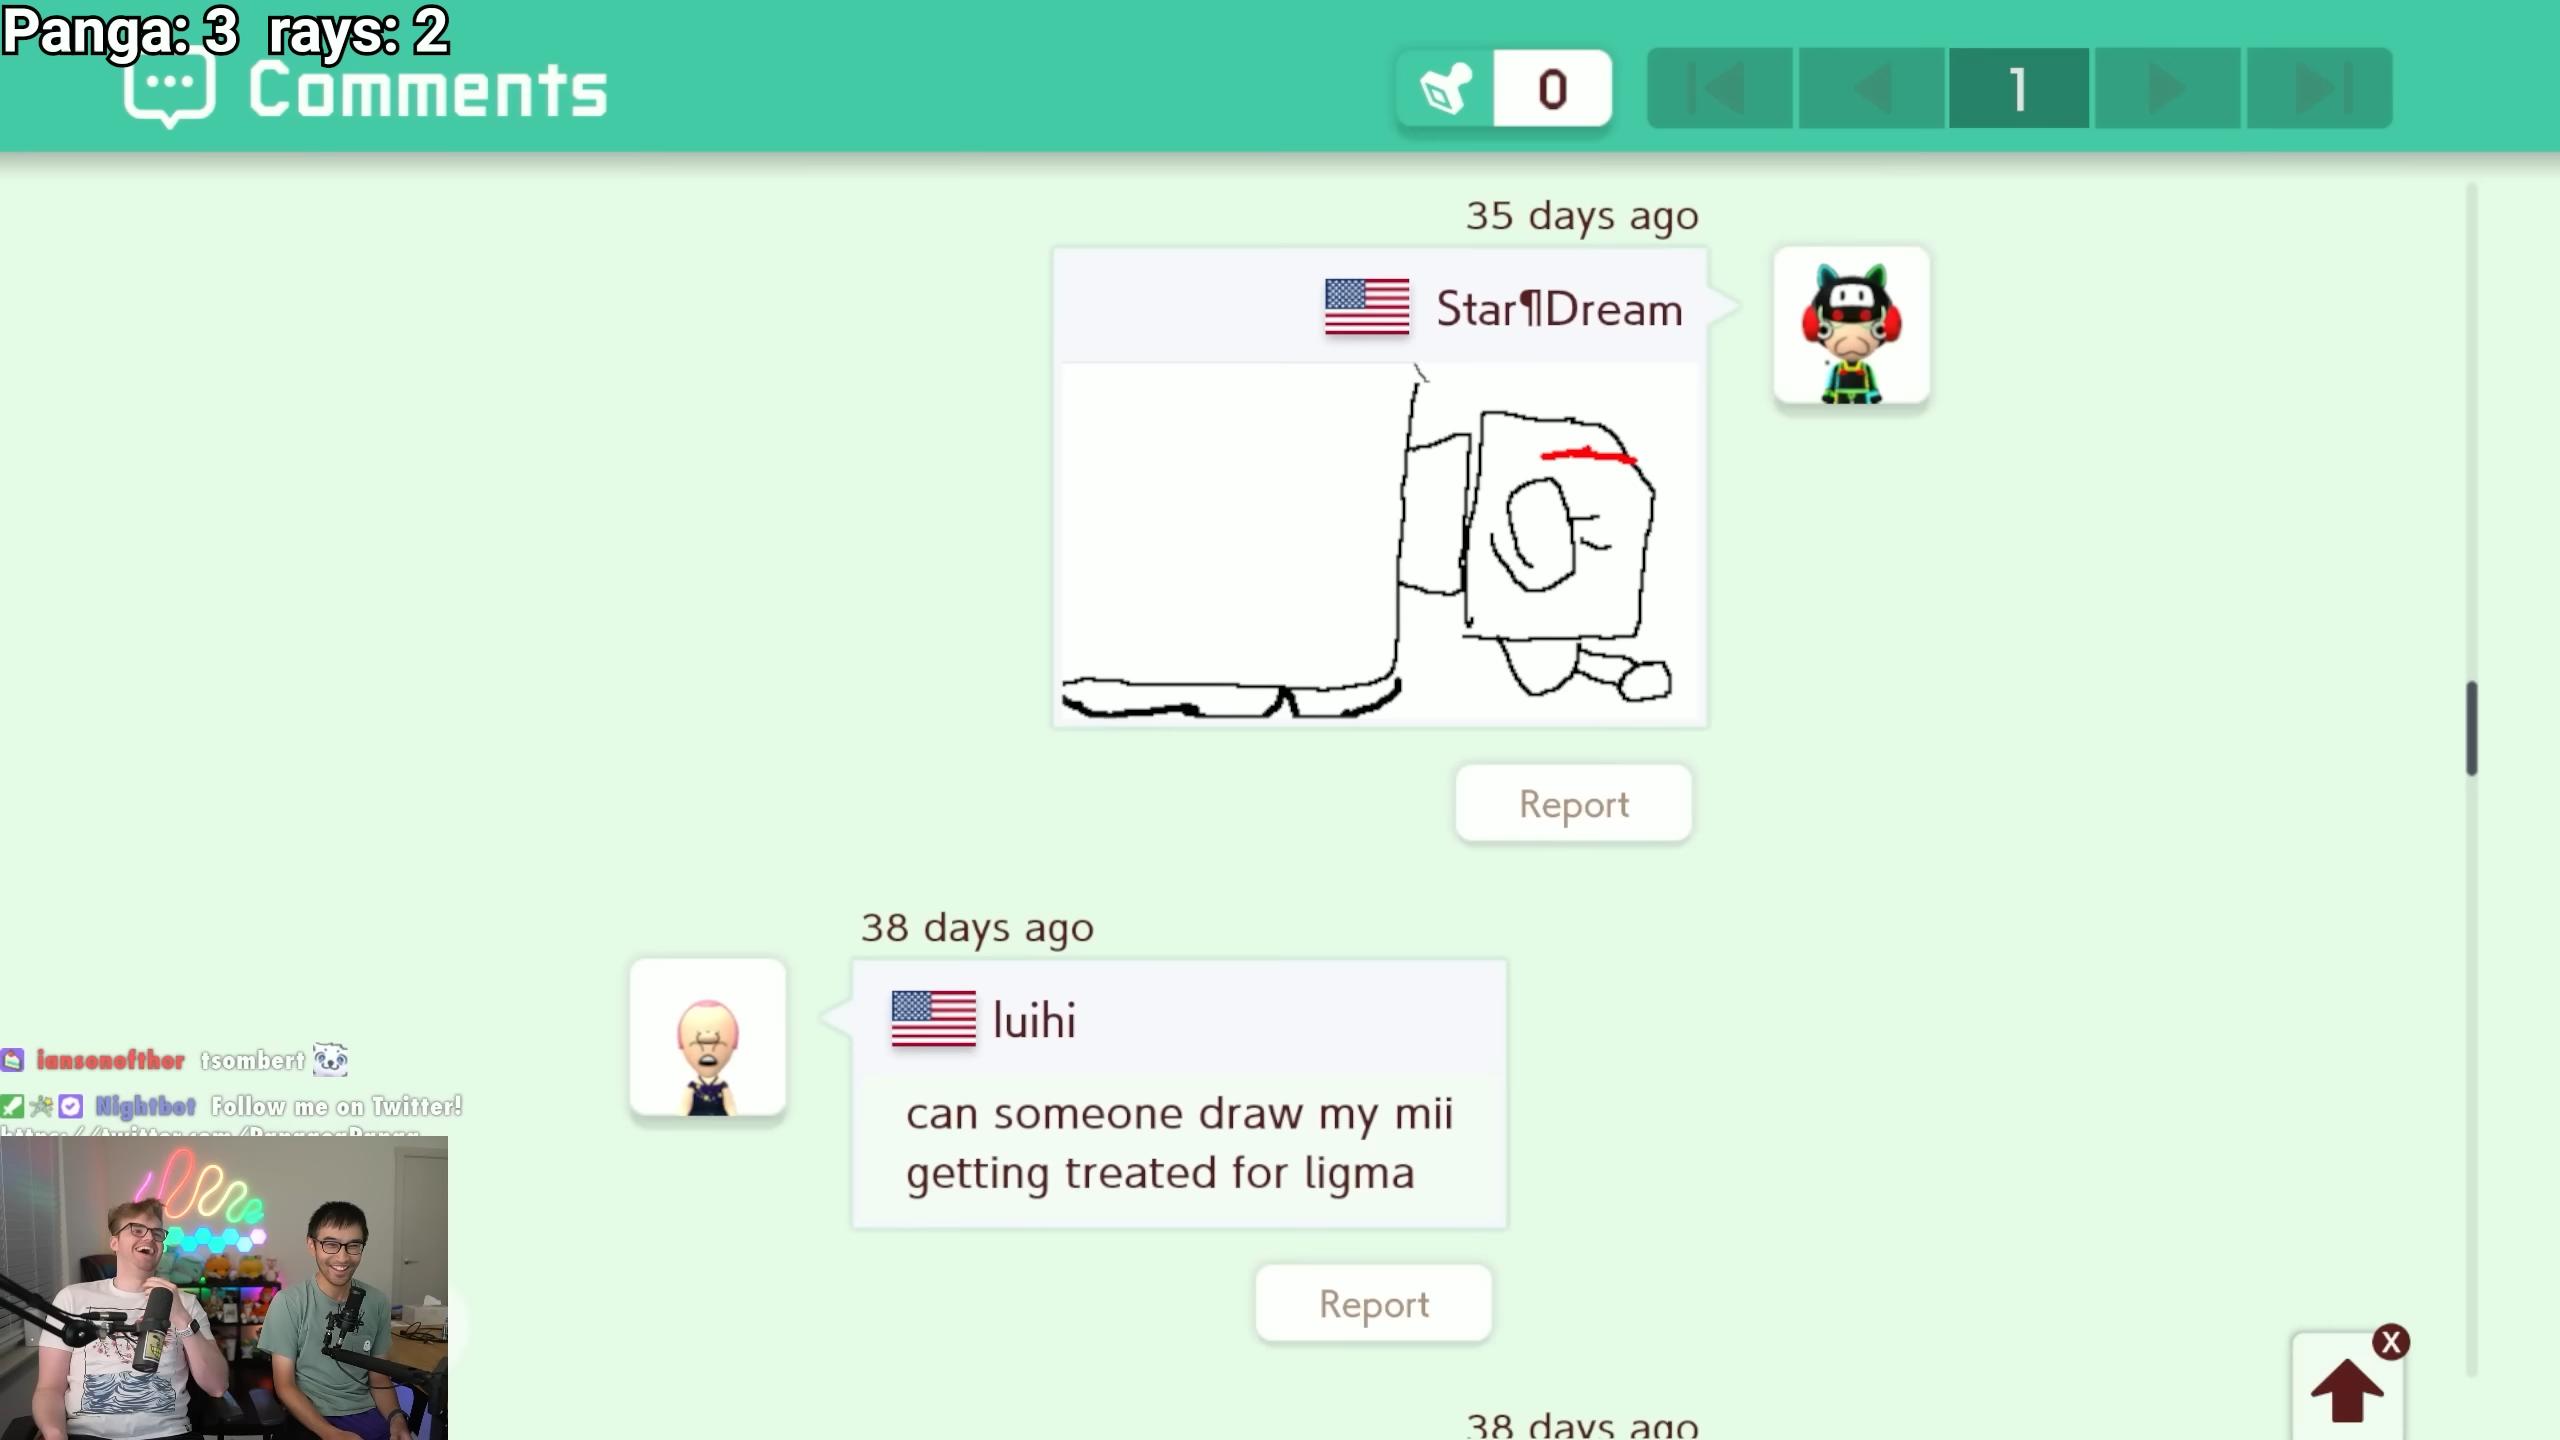 Panga: 3 rays: 2
Comments
0
1
35 days ago
Star¶Dream
Report
38 days ago
luihi
can someone draw my mii
getting treated for ligma
Report
38 days ago
iansonofthor tsombert
Nightbot Follow me on Twitter!
X